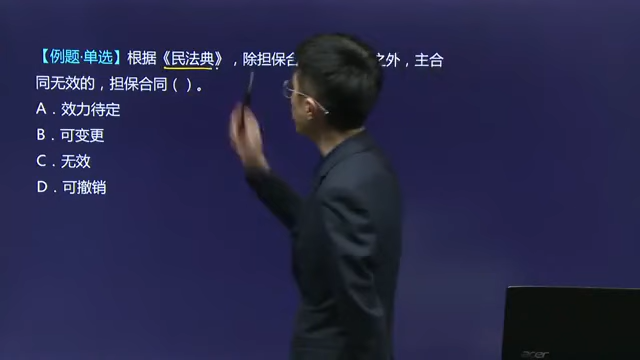 【例题·单选】根据《民法典》，除担保合 之外，主合
同无效的，担保合同（ ）。
A．效力待定
B．可变更
C．无效
D．可撤销
acer